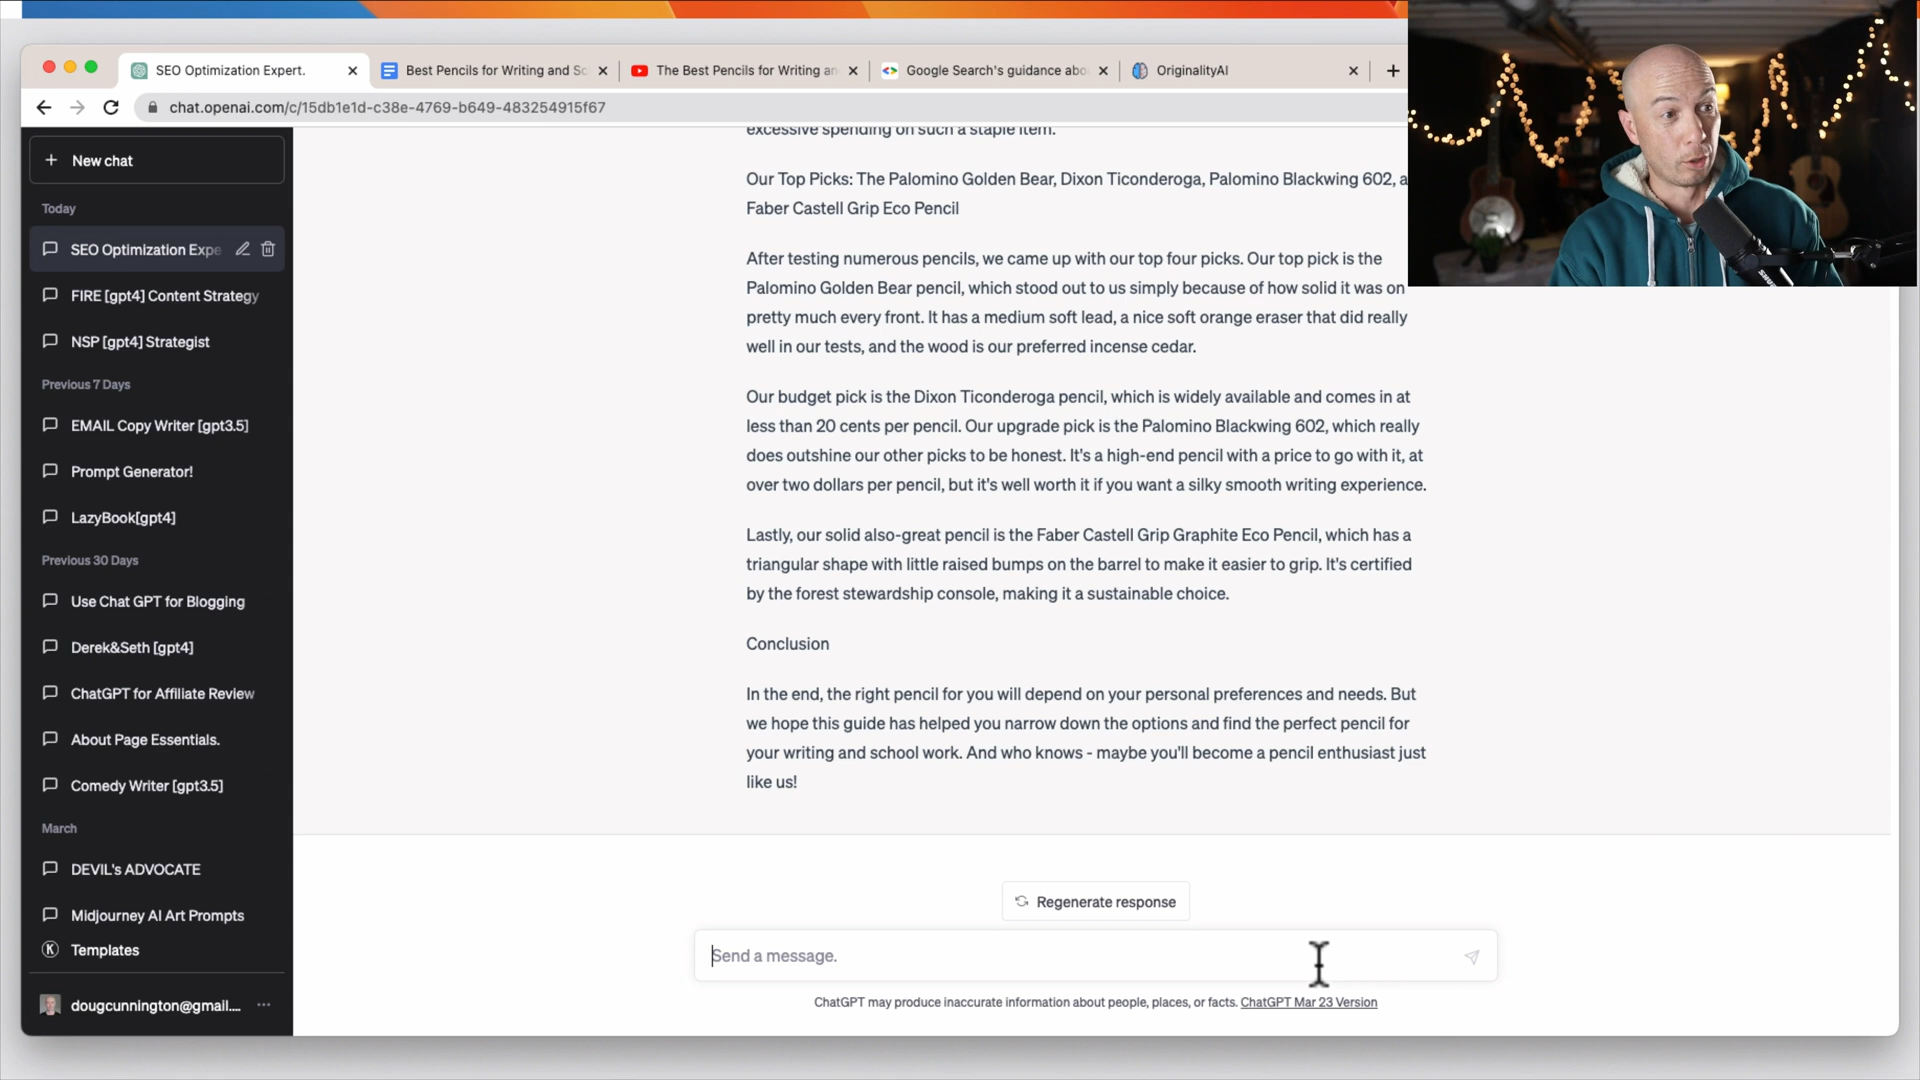 SEO Optimization Expert.
Best Pencils for Writing and Sc
The Best Pencils for Writing an
Google Search's guidance abo
OriginalityAI
chat.openai.com/c/15db1e1d-c38e-4769-b649-483254915f67
New chat
Today
SEO Optimization Expe
FIRE [gpt4] Content Strategy
NSP [gpt4] Strategist
Previous 7 Days
EMAIL Copy Writer [gpt3.5]
Prompt Generator!
LazyBook[gpt4]
Previous 30 Days
Use Chat GPT for Blogging
Derek&Seth [gpt4]
ChatGPT for Affiliate Review
About Page Essentials.
Comedy Writer [gpt3.5]
March
DEVIL's ADVOCATE
Midjourney AI Art Prompts
K
Templates
dougcunnington@gmail....
excessive spending on such a staple item.
Our Top Picks: The Palomino Golden Bear, Dixon Ticonderoga, Palomino Blackwing 602, a
Faber Castell Grip Eco Pencil
After testing numerous pencils, we came up with our top four picks. Our top pick is the
Palomino Golden Bear pencil, which stood out to us simply because of how solid it was on
pretty much every front. It has a medium soft lead, a nice soft orange eraser that did really
well in our tests, and the wood is our preferred incense cedar.
Our budget pick is the Dixon Ticonderoga pencil, which is widely available and comes in at
less than 20 cents per pencil. Our upgrade pick is the Palomino Blackwing 602, which really
does outshine our other picks to be honest. It's a high-end pencil with a price to go with it, at
over two dollars per pencil, but it's well worth it if you want a silky smooth writing experience.
Lastly, our solid also-great pencil is the Faber Castell Grip Graphite Eco Pencil, which has a
triangular shape with little raised bumps on the barrel to make it easier to grip. It's certified
by the forest stewardship console, making it a sustainable choice.
Conclusion
In the end, the right pencil for you will depend on your personal preferences and needs. But
we hope this guide has helped you narrow down the options and find the perfect pencil for
your writing and school work. And who knows - maybe you'll become a pencil enthusiast just
like us!
Regenerate response
Send a message.
ChatGPT may produce inaccurate information about people, places, or facts. ChatGPT Mar 23 Version